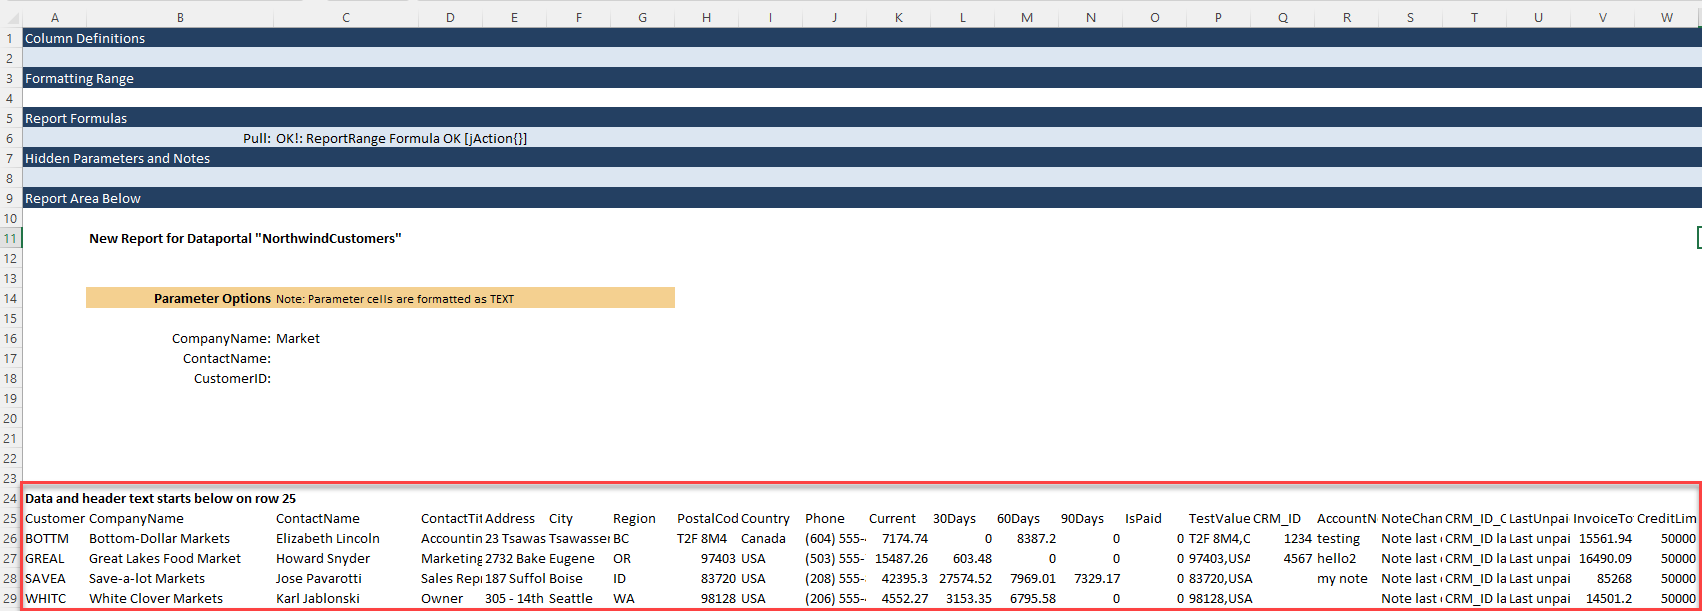 A B C D E F G H I J K L M N O P Q R S T U V W
1 Column Definitions
2
3 Formatting Range
4
5 Report Formulas
6 Pull: OK!: ReportRange Formula OK [jAction{}]
7 Hidden Parameters and Notes
8
9 Report Area Below
10
11 New Report for Dataportal "NorthwindCustomers"
12
13
14 Parameter Options Note: Parameter cells are formatted as TEXT
15
16 CompanyName: Market
17 ContactName:
18 CustomerID:
19
20
21
22
23
24 Data and header text starts below on row 25
25 Customer CompanyName ContactName ContactTit Address City Region PostalCod Country Phone Current 30Days 60Days 90Days IsPaid TestValue CRM_ID AccountN NoteChan CRM_ID_C LastUnpai InvoiceTo CreditLim
26 BOTTM Bottom-Dollar Markets Elizabeth Lincoln Accountin 23 Tsawas Tsawasser BC T2F 8M4 Canada (604) 555- 7174.74 0 8387.2 0 0 T2F 8M4,C 1234 testing Note last CRM_ID la Last unpai 15561.94 50000
27 GREAL Great Lakes Food Market Howard Snyder Marketing 2732 Bake Eugene OR 97403 USA (503) 555- 15487.26 603.48 0 0 0 97403,USA 4567 hello2 Note last CRM_ID la Last unpai 16490.09 50000
28 SAVEA Save-a-lot Markets Jose Pavarotti Sales Rep 187 Suffol Boise ID 83720 USA (208) 555- 42395.3 27574.52 7969.01 7329.17 0 83720,USA my note Note last CRM_ID la Last unpai 85268 50000
29 WHITC White Clover Markets Karl Jablonski Owner 305 - 14th Seattle WA 98128 USA (206) 555- 4552.27 3153.35 6795.58 0 0 98128,USA Note last CRM_ID la Last unpai 14501.2 50000